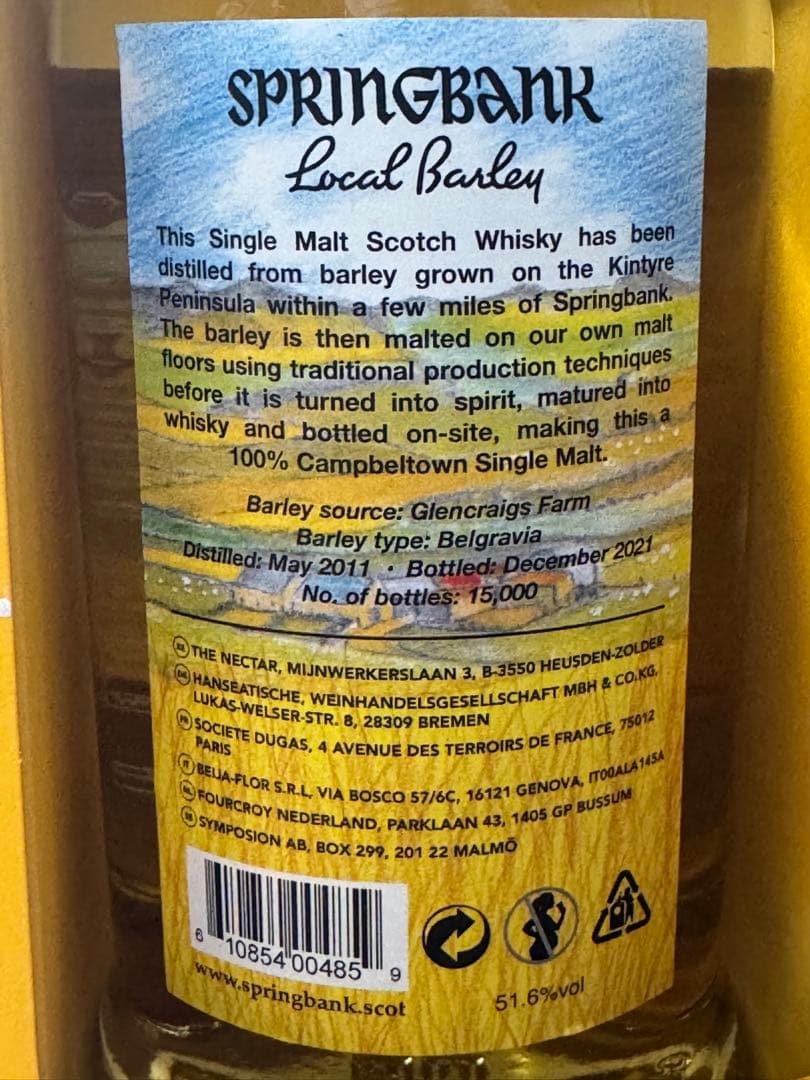 SPRINGBANK
Local Barley
This Single Malt Scotch Whisky has been
distilled from barley grown on the Kintyre
Peninsula within a few miles of Springbank.
The barley is then malted on our own malt
floors using traditional production techniques
before it is turned into spirit, matured into
whisky and bottled on-site, making this a
100% Campbeltown Single Malt.
Barley source: Glencraigs Farm
Barley type: Belgravia
Distilled: May 2011 • Bottled: December 2021
No. of bottles: 15,000
THE NECTAR, MIJNWERKERSLAAN 3, B-3550 HEUSDEN-ZOLDER
HANSEATISCHE, WEINHANDELSGESELLSCHAFT MBH & CO.KG,
LUKAS-WELSER-STR. 8, 28309 BREMEN
FR SOCIETE DUGAS, 4 AVENUE DES TERROIRS DE FRANCE, 75012
PARIS
IT BEIJA-FLOR S.R.L, VIA BOSCO 57/6C, 16121 GENOVA, IT00ALA145A
NL FOURCROY NEDERLAND, PARKLAAN 43, 1405 GP BUSSUM
SYMPOSION AB, BOX 299, 201 22 MALMÖ
6 10854 00485 9
www.springbank.scot
51.6%vol